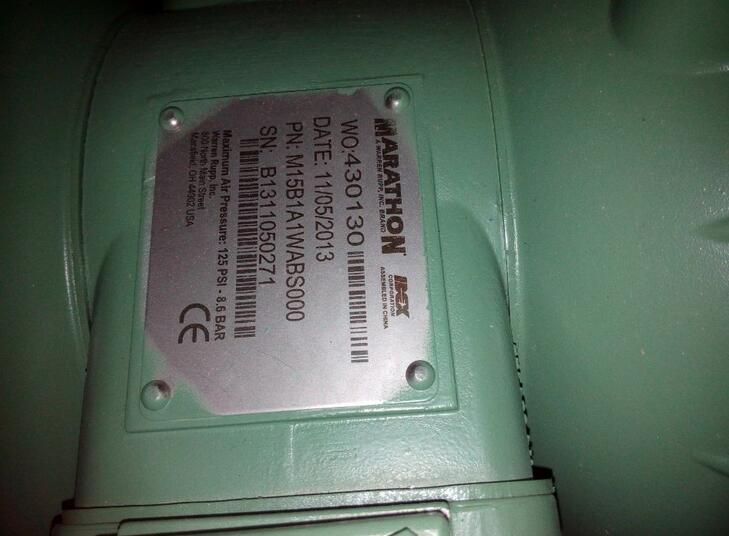 MARATHON
A WARREN RUPP, INC. BRAND
IDEX
CORPORATION
ASSEMBLED IN CHINA
WO:430130
DATE: 11/05/2013
PN: M15B1A1WABS000
SN: B1311050271
Maximum Air Pressure: 125 PSI - 8.6 BAR
Warren Rupp, Inc.
800 North Main Street
Mansfield, OH 44902 USA
CE